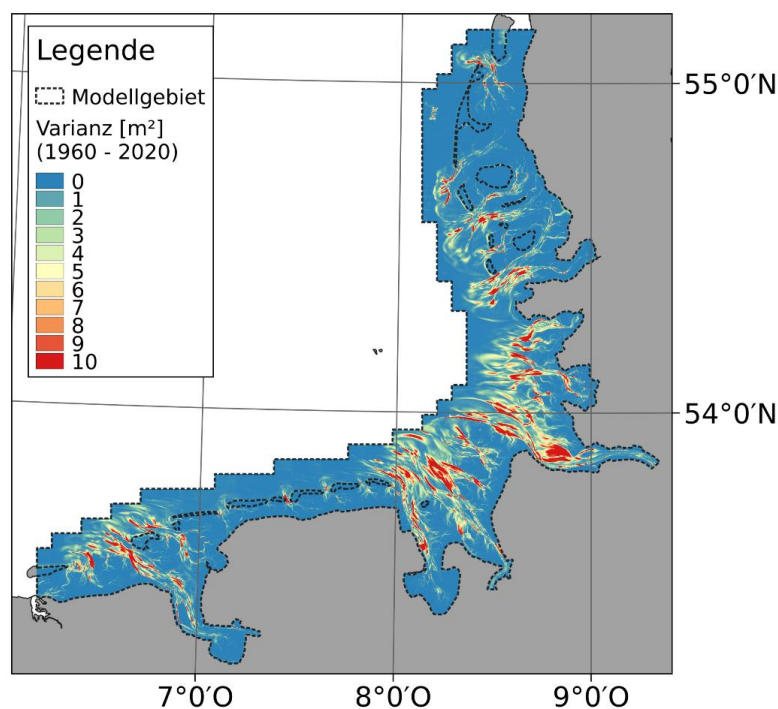 Legende
Modellgebiet
Varianz [m²]
(1960 - 2020)
0
1
2
3
4
5
6
7
8
9
10
55°0′N
54°0′N
7°0′O
8°0′O
9°0′O